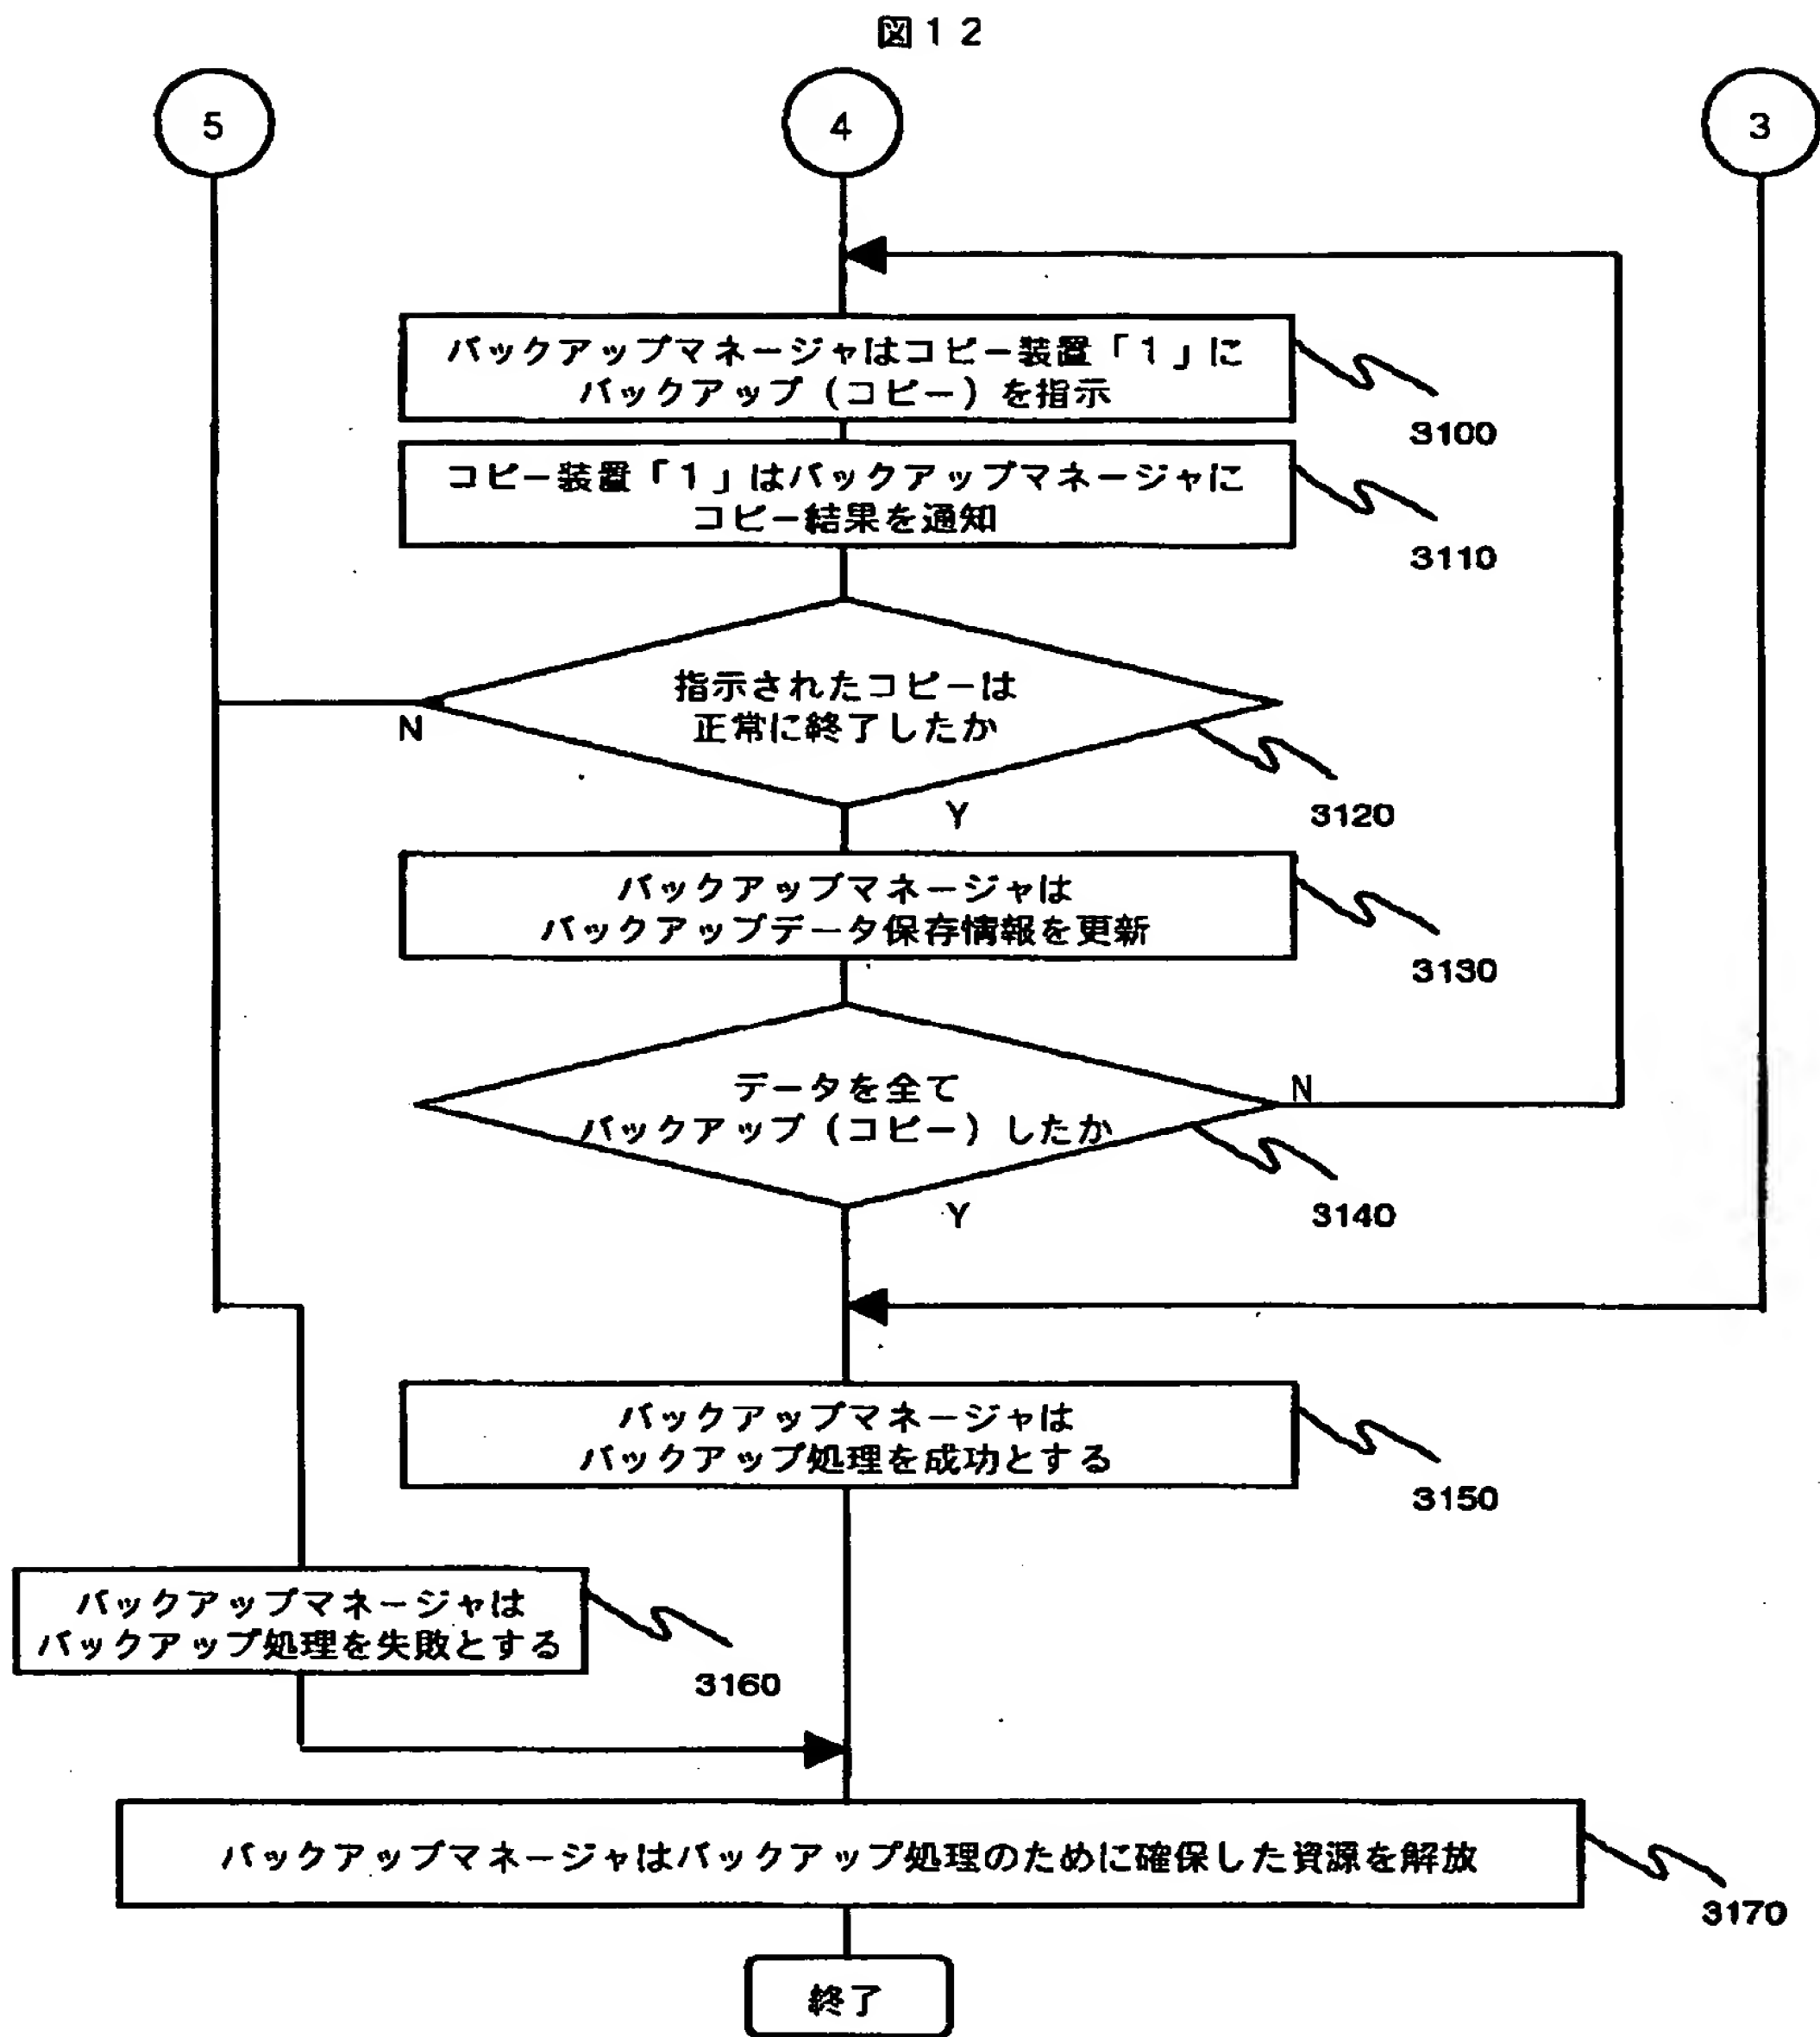 図12
5
4
3
バックアップマネージャはコピー装置「1」に
バックアップ(コピー)を指示
3100
コピー装置「1」はバックアップマネージャに
コピー結果を通知
3110
指示されたコピーは
正常に終了したか
N
Y
3120
バックアップマネージャは
バックアップデータ保存情報を更新
3130
データを全て
バックアップ(コピー)したか
N
Y
3140
バックアップマネージャは
バックアップ処理を成功とする
3150
バックアップマネージャは
バックアップ処理を失敗とする
3160
バックアップマネージャはバックアップ処理のために確保した資源を解放
3170
終了